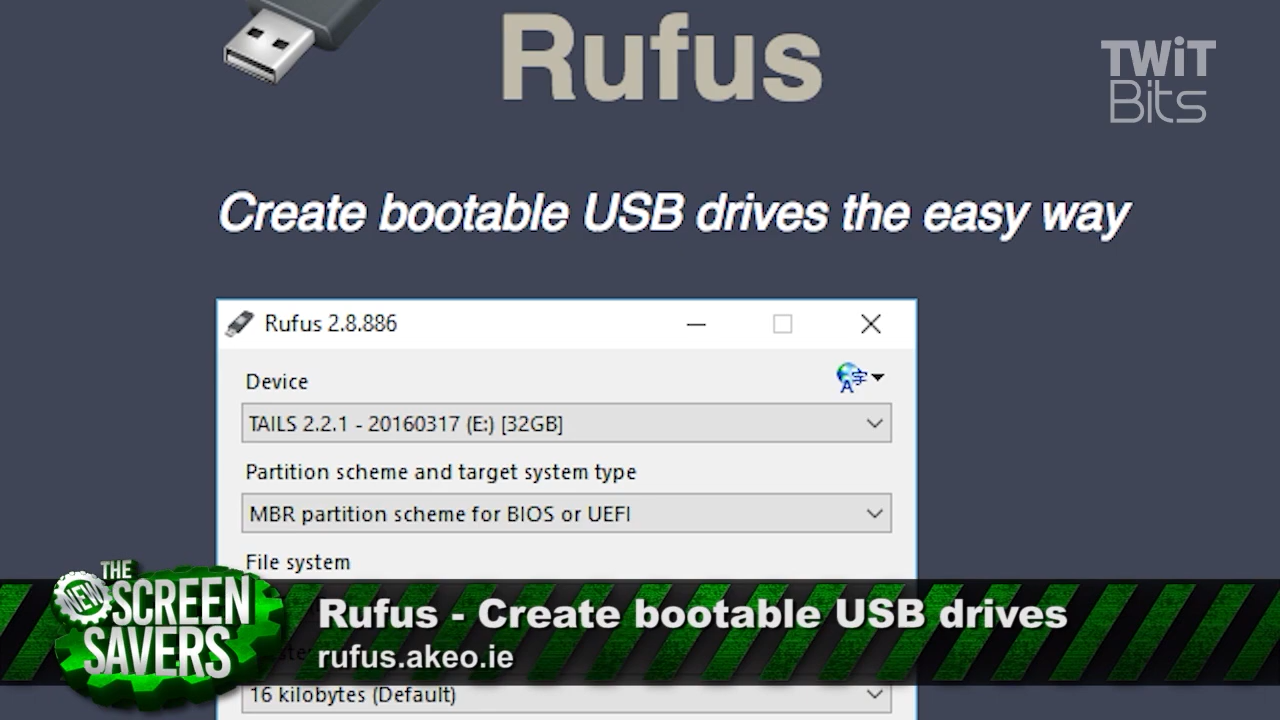 Rufus
TWiT
Bits
Create bootable USB drives the easy way
Rufus 2.8.886
Device
TAILS 2.2.1 - 20160317 (E:) [32GB]
Partition scheme and target system type
MBR partition scheme for BIOS or UEFI
File system
THE
NEW
SCREEN
SAVERS
Rufus - Create bootable USB drives
rufus.akeo.ie
16 kilobytes (Default)